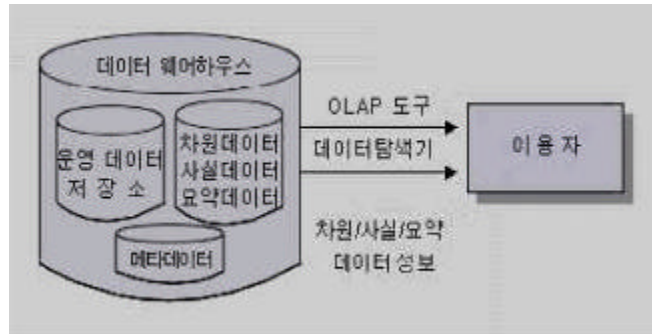 데이터 웨어하우스
운영 데이터
저 장 소
차원데이터
사실데이터
요약데이터
메타데이터
OLAP 도구
데이터탐색기
차원/사실/요약
데이터 정보
이 용 자